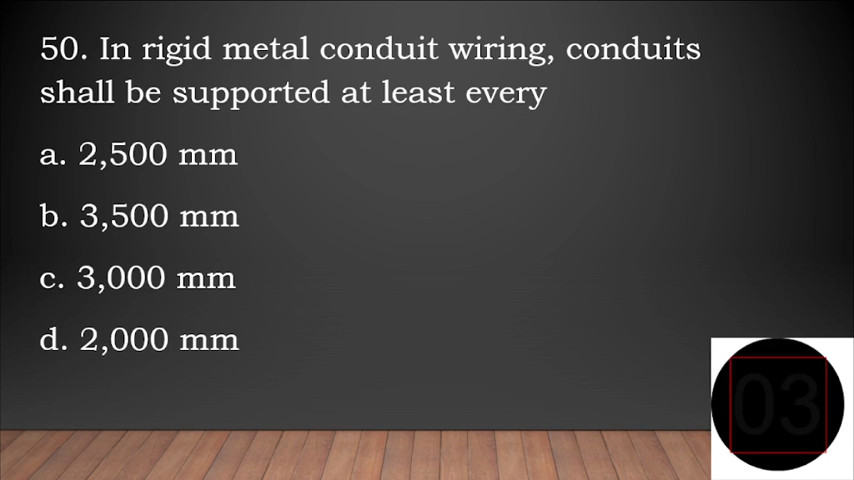 50. In rigid metal conduit wiring, conduits
shall be supported at least every
a. 2,500 mm
b. 3,500 mm
c. 3,000 mm
d. 2,000 mm
03